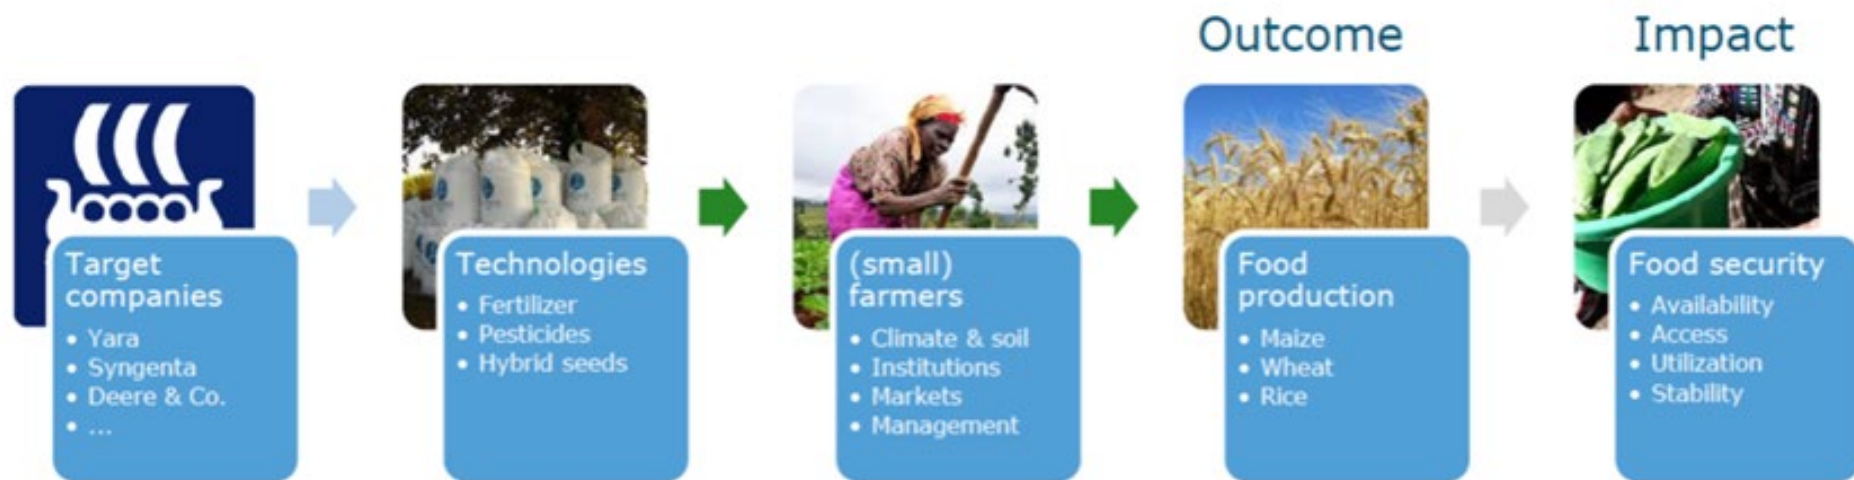 Outcome
Impact
Target
companies
• Yara
• Syngenta
• Deere & Co.
• ...
Technologies
• Fertilizer
• Pesticides
• Hybrid seeds
(small)
farmers
• Climate & soil
• Institutions
• Markets
• Management
Food
production
• Maize
• Wheat
• Rice
Food security
• Availability
• Access
• Utilization
• Stability